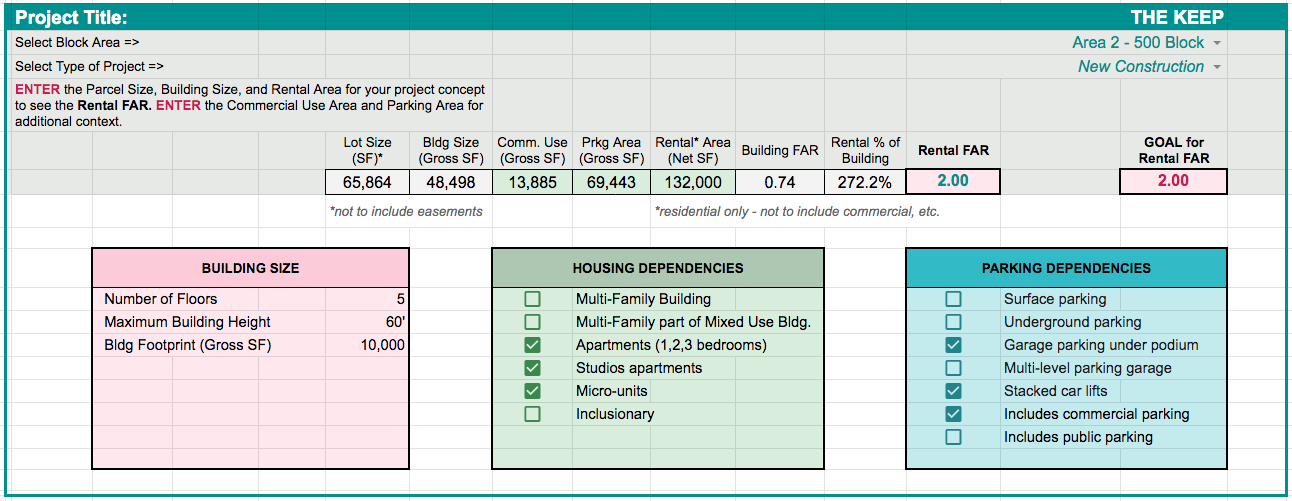 Project Title: THE KEEP
Select Block Area => Area 2 - 500 Block
Select Type of Project => New Construction
ENTER the Parcel Size, Building Size, and Rental Area for your project concept
to see the Rental FAR. ENTER the Commercial Use Area and Parking Area for
additional context.
Lot Size (SF)* Bldg Size (Gross SF) Comm. Use (Gross SF) Prkg Area (Gross SF) Rental* Area (Net SF) Building FAR Rental % of Building Rental FAR GOAL for Rental FAR
65,864 48,498 13,885 69,443 132,000 0.74 272.2% 2.00 2.00
*not to include easements *residential only - not to include commercial, etc.
BUILDING SIZE
Number of Floors 5
Maximum Building Height 60'
Bldg Footprint (Gross SF) 10,000
HOUSING DEPENDENCIES
Multi-Family Building
Multi-Family part of Mixed Use Bldg.
Apartments (1,2,3 bedrooms)
Studios apartments
Micro-units
Inclusionary
PARKING DEPENDENCIES
Surface parking
Underground parking
Garage parking under podium
Multi-level parking garage
Stacked car lifts
Includes commercial parking
Includes public parking